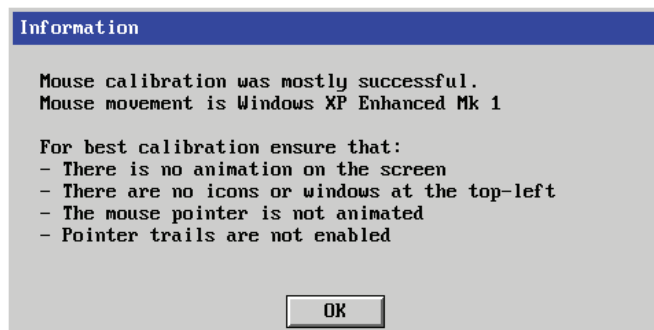 Information
Mouse calibration was mostly successful.
Mouse movement is Windows XP Enhanced Mk 1
For best calibration ensure that:
- There is no animation on the screen
- There are no icons or windows at the top-left
- The mouse pointer is not animated
- Pointer trails are not enabled
OK